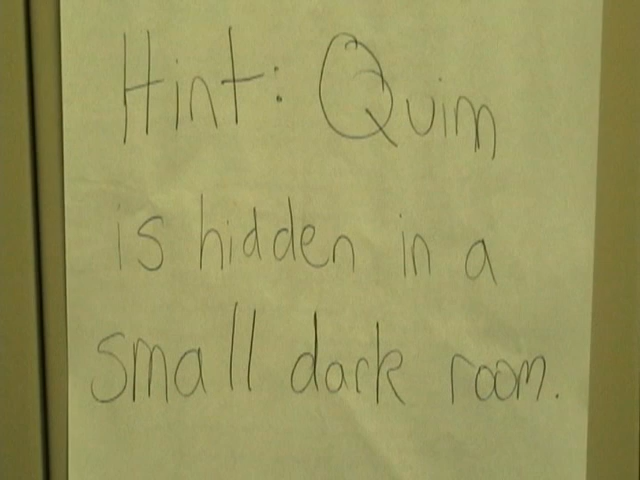 Hint: Quim
is hidden in a
small dark room.